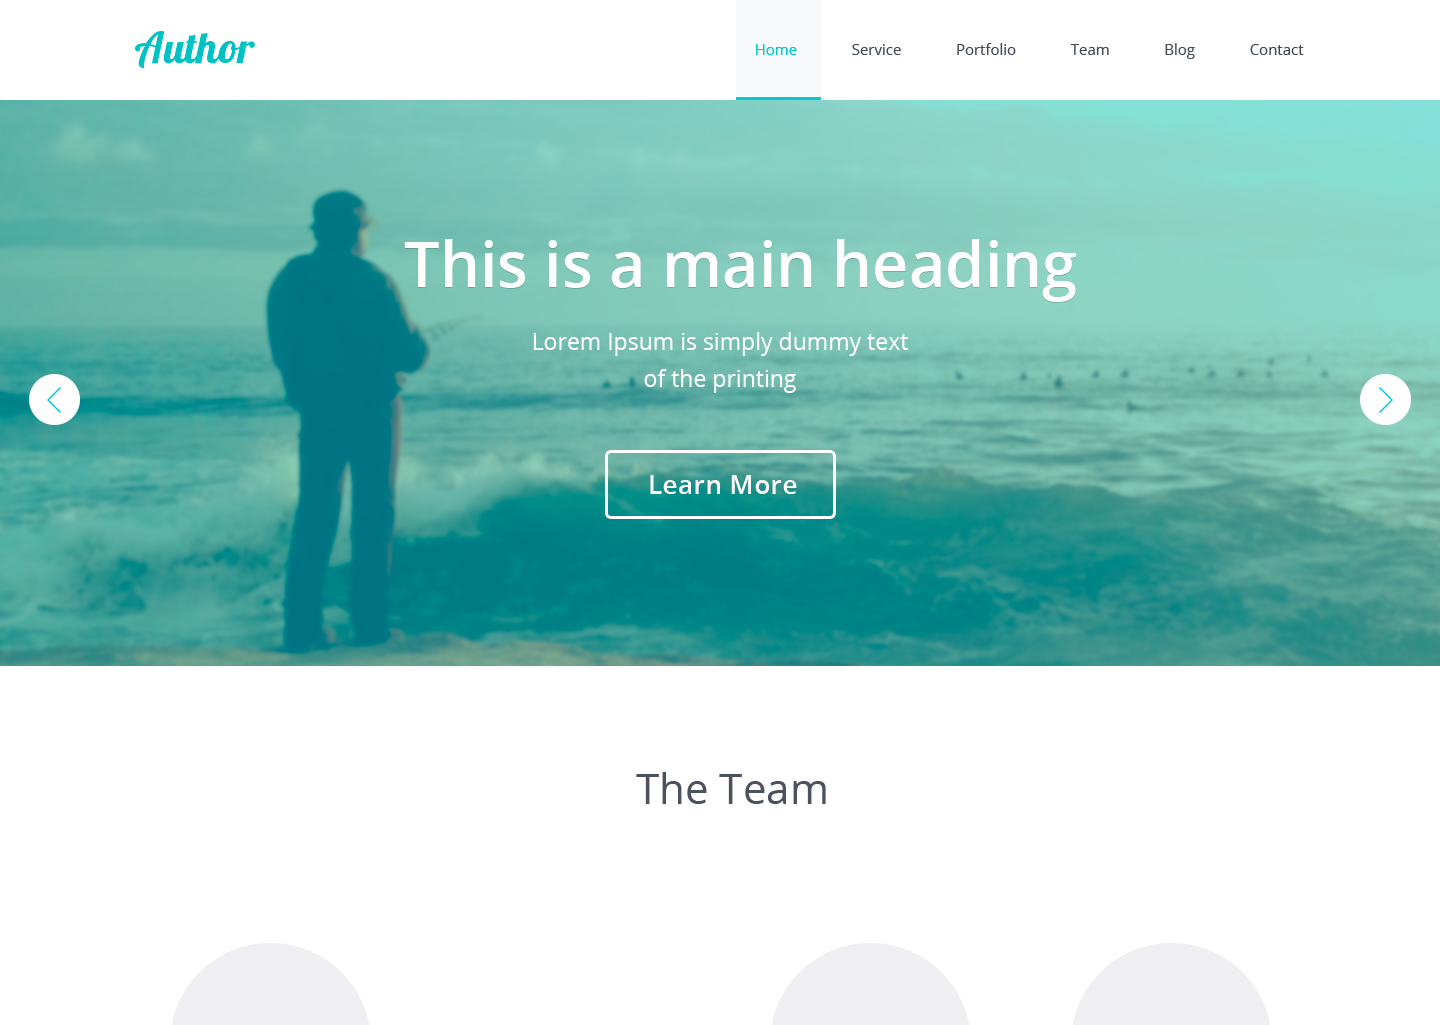 Author
Home
Service
Portfolio
Team
Blog
Contact
This is a main heading
Lorem Ipsum is simply dummy text
of the printing
Learn More
The Team